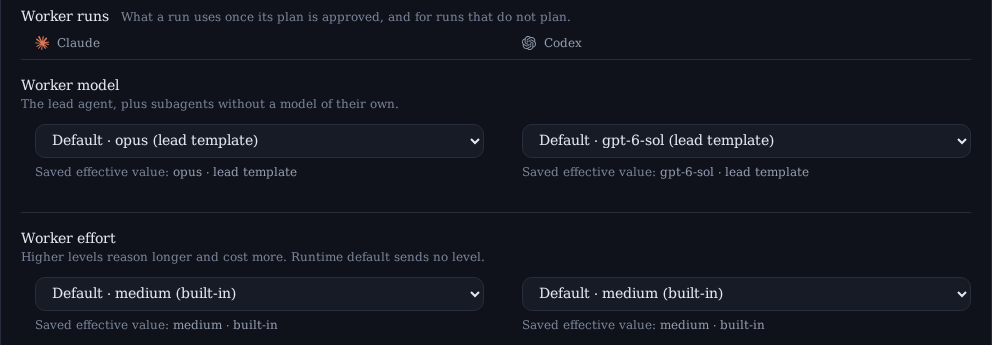 Worker runs What a run uses once its plan is approved, and for runs that do not plan.
Claude
Codex
Worker model
The lead agent, plus subagents without a model of their own.
Default · opus (lead template)
Default · gpt-6-sol (lead template)
Saved effective value: opus · lead template
Saved effective value: gpt-6-sol · lead template
Worker effort
Higher levels reason longer and cost more. Runtime default sends no level.
Default · medium (built-in)
Default · medium (built-in)
Saved effective value: medium · built-in
Saved effective value: medium · built-in